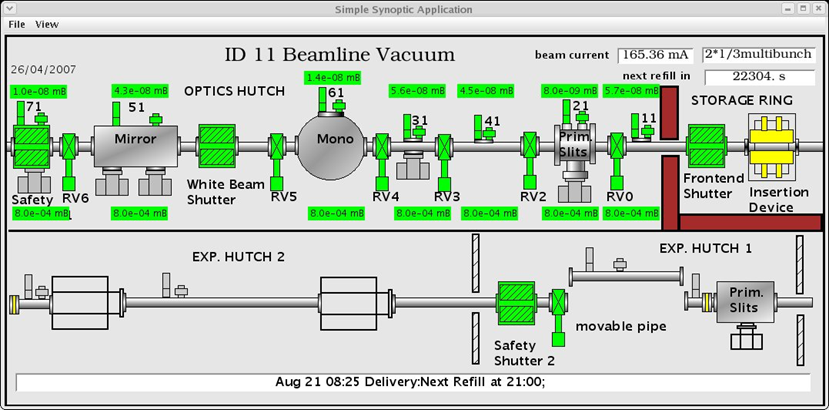 Simple Synoptic Application
File View
ID 11 Beamline Vacuum
beam current 165.36 mA 2*1/3multibunch
26/04/2007
next refill in 22304. s
1.0e-08 mB 4.3e-08 mB OPTICS HUTCH 1.4e-08 mB 5.6e-08 mB 4.5e-08 mB 8.0e-09 mB 5.7e-08 mB STORAGE RING
71 51 61 31 41 21 11
Mirror Mono Prim. Slits
Safety RV6 White Beam Shutter RV5 RV4 RV3 RV2 RV0 Frontend Shutter Insertion Device
8.0e-04 mB 8.0e-04 mB 8.0e-04 mB 8.0e-04 mB 8.0e-04 mB 8.0e-04 mB 8.0e-04 mB
EXP. HUTCH 2 EXP. HUTCH 1
Prim. Slits
movable pipe
Safety Shutter 2
Aug 21 08:25 Delivery:Next Refill at 21:00;